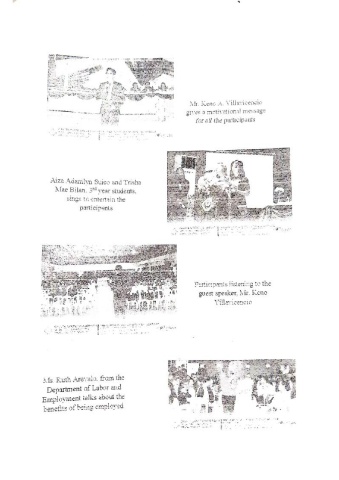 Mr. Keno A. Villavicencio
gives a motivational message
for all the participants
Aiza Adamlyn Suiso and Trisha
Mae Bilan, 3rd year students,
sings to entertain the
participants
Participants listening to the
guest speaker, Mr. Keno
Villavicencio
Ms. Ruth Arevalo, from the
Department of Labor and
Employment talks about the
benefits of being employed